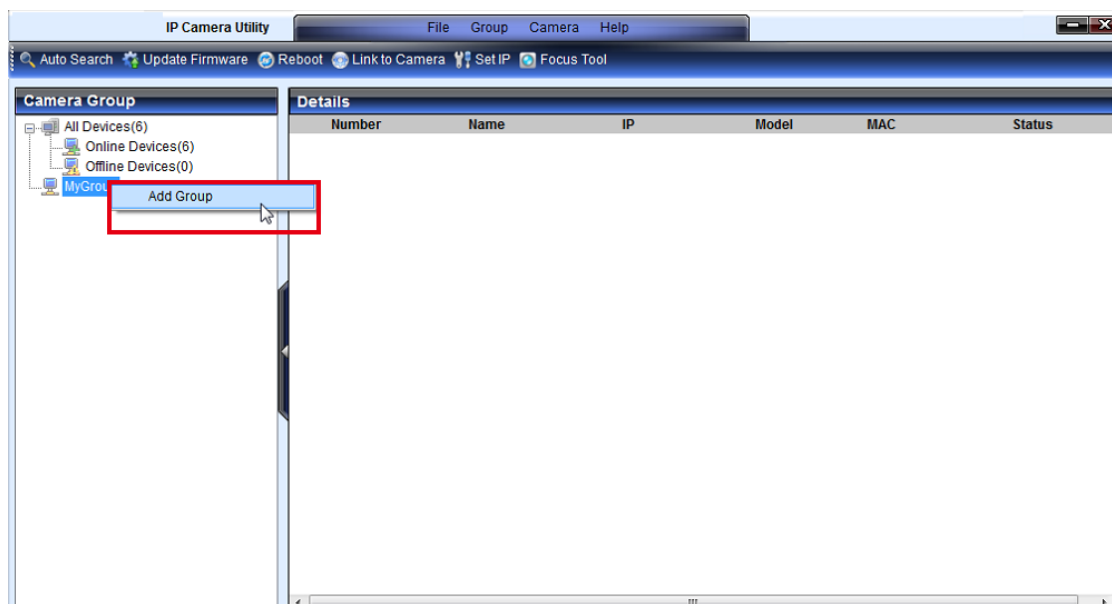 IP Camera Utility File Group Camera Help
Auto Search Update Firmware Reboot Link to Camera Set IP Focus Tool
Camera Group
All Devices(6)
Online Devices(6)
Offline Devices(0)
MyGrou
Add Group
Details
Number Name IP Model MAC Status